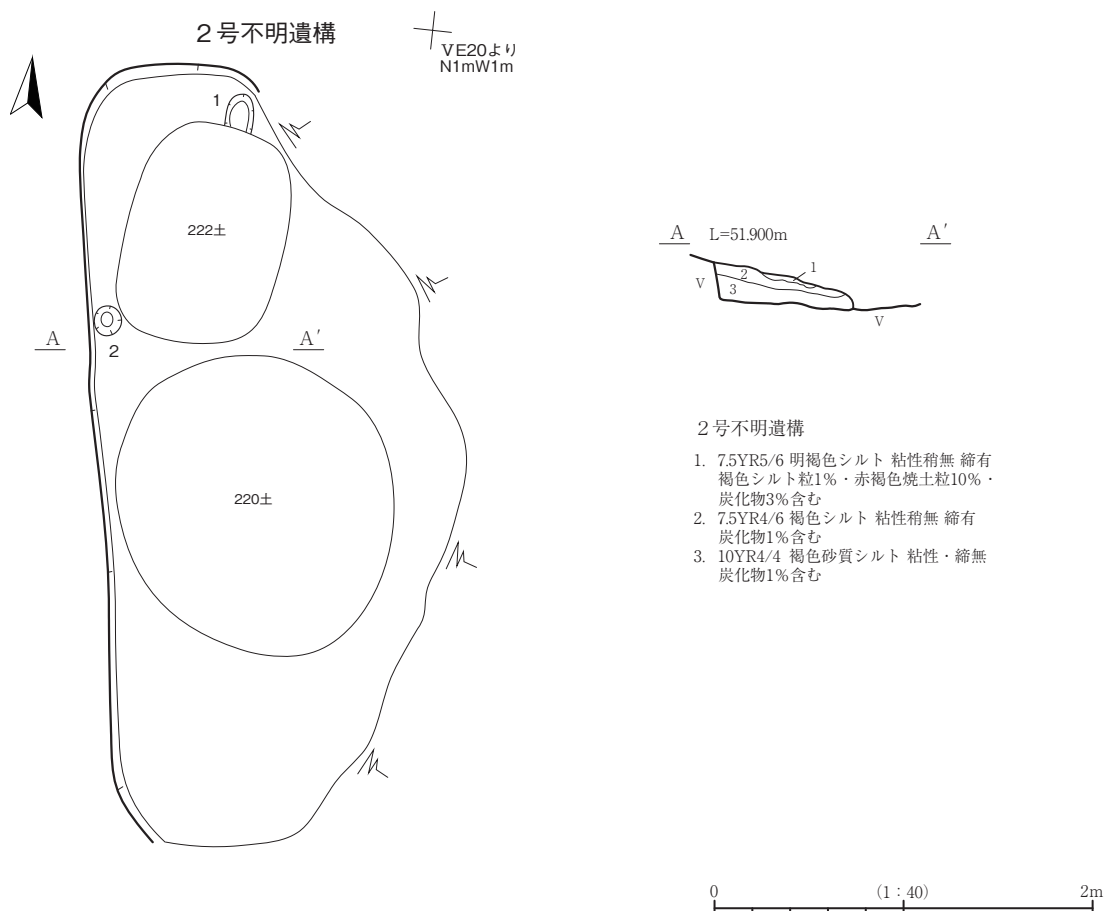 ２号不明遺構
VE20より
N1mW1m
1
222土
2
A
A′
220土
A
L=51.900m
A′
1
2
3
V
V
２号不明遺構
1. 7.5YR5/6 明褐色シルト 粘性稍無 締有
褐色シルト粒1%・赤褐色焼土粒10%・
炭化物3%含む
2. 7.5YR4/6 褐色シルト 粘性稍無 締有
炭化物1%含む
3. 10YR4/4 褐色砂質シルト 粘性・締無
炭化物1%含む
0
(1：40)
2m